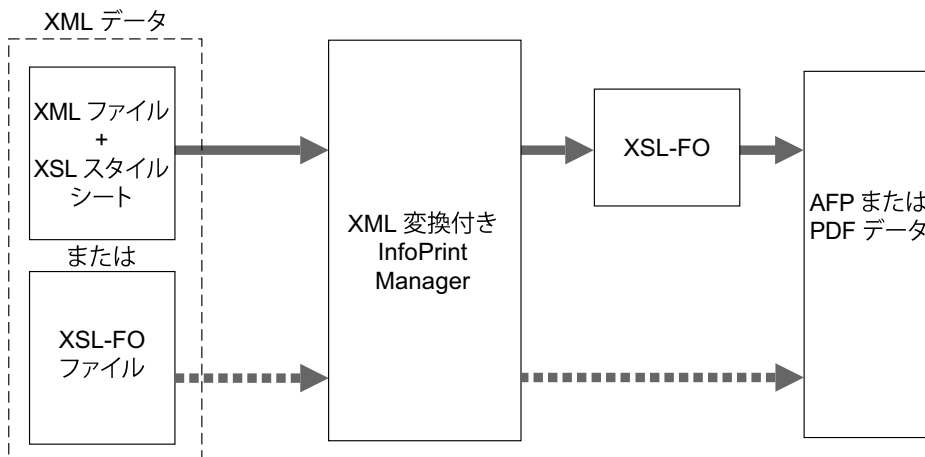 XML データ
XML ファイル
+
XSL スタイル
シート
または
XSL-FO
ファイル
XML 変換付き
InfoPrint
Manager
XSL-FO
AFP または
PDF データ